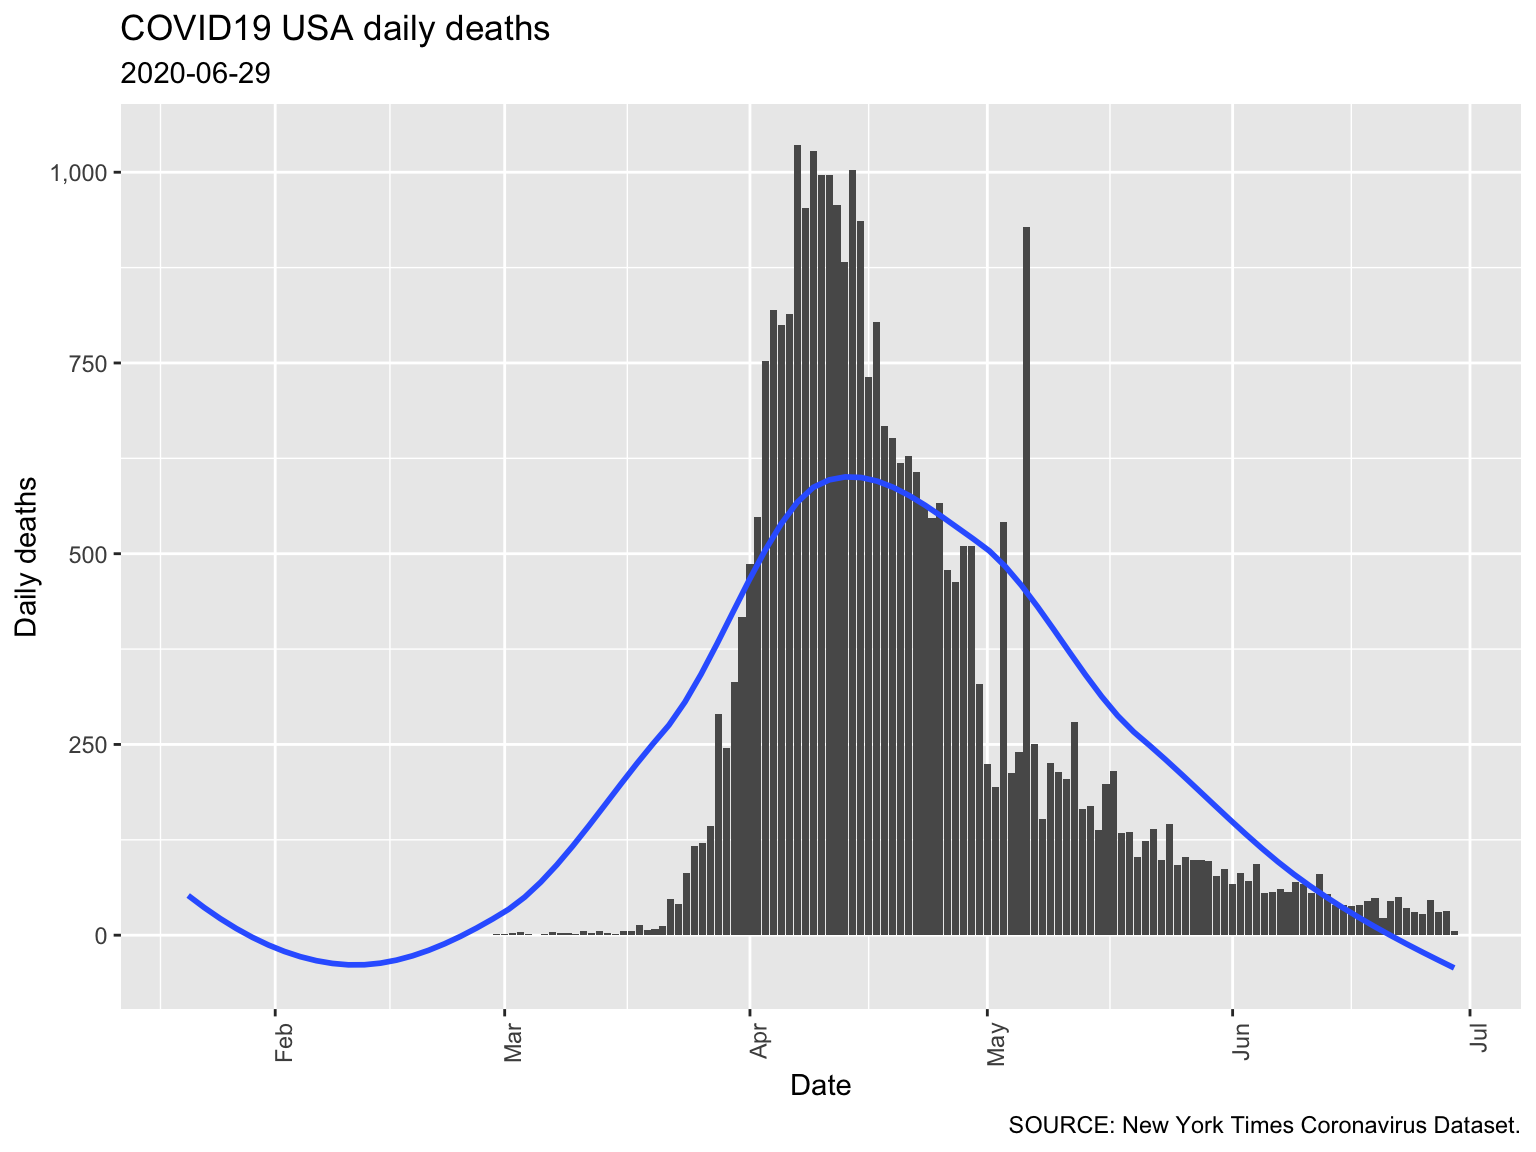 COVID19 USA daily deaths
2020-06-29
Daily deaths
1,000
750
500
250
0
Feb
Mar
Apr
May
Jun
Jul
Date
SOURCE: New York Times Coronavirus Dataset.